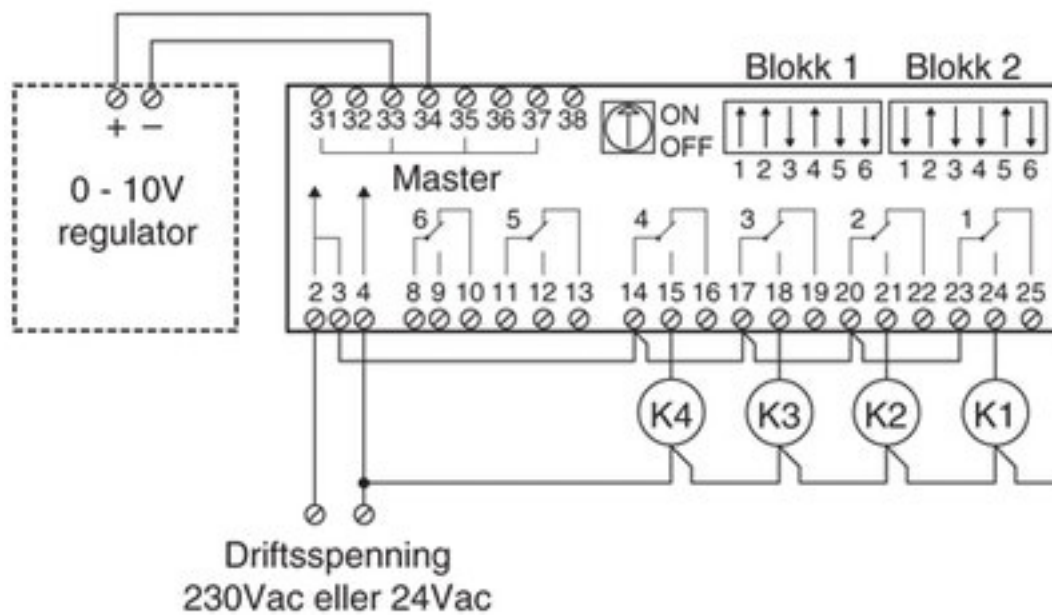 Blokk 1 Blokk 2
31 32 33 34 35 36 37 38
ON
OFF
1 2 3 4 5 6 1 2 3 4 5 6
+ −
Master
0 - 10V
regulator
6 5 4 3 2 1
2 3 4 8 9 10 11 12 13 14 15 16 17 18 19 20 21 22 23 24 25
K4 K3 K2 K1
Driftsspenning
230Vac eller 24Vac